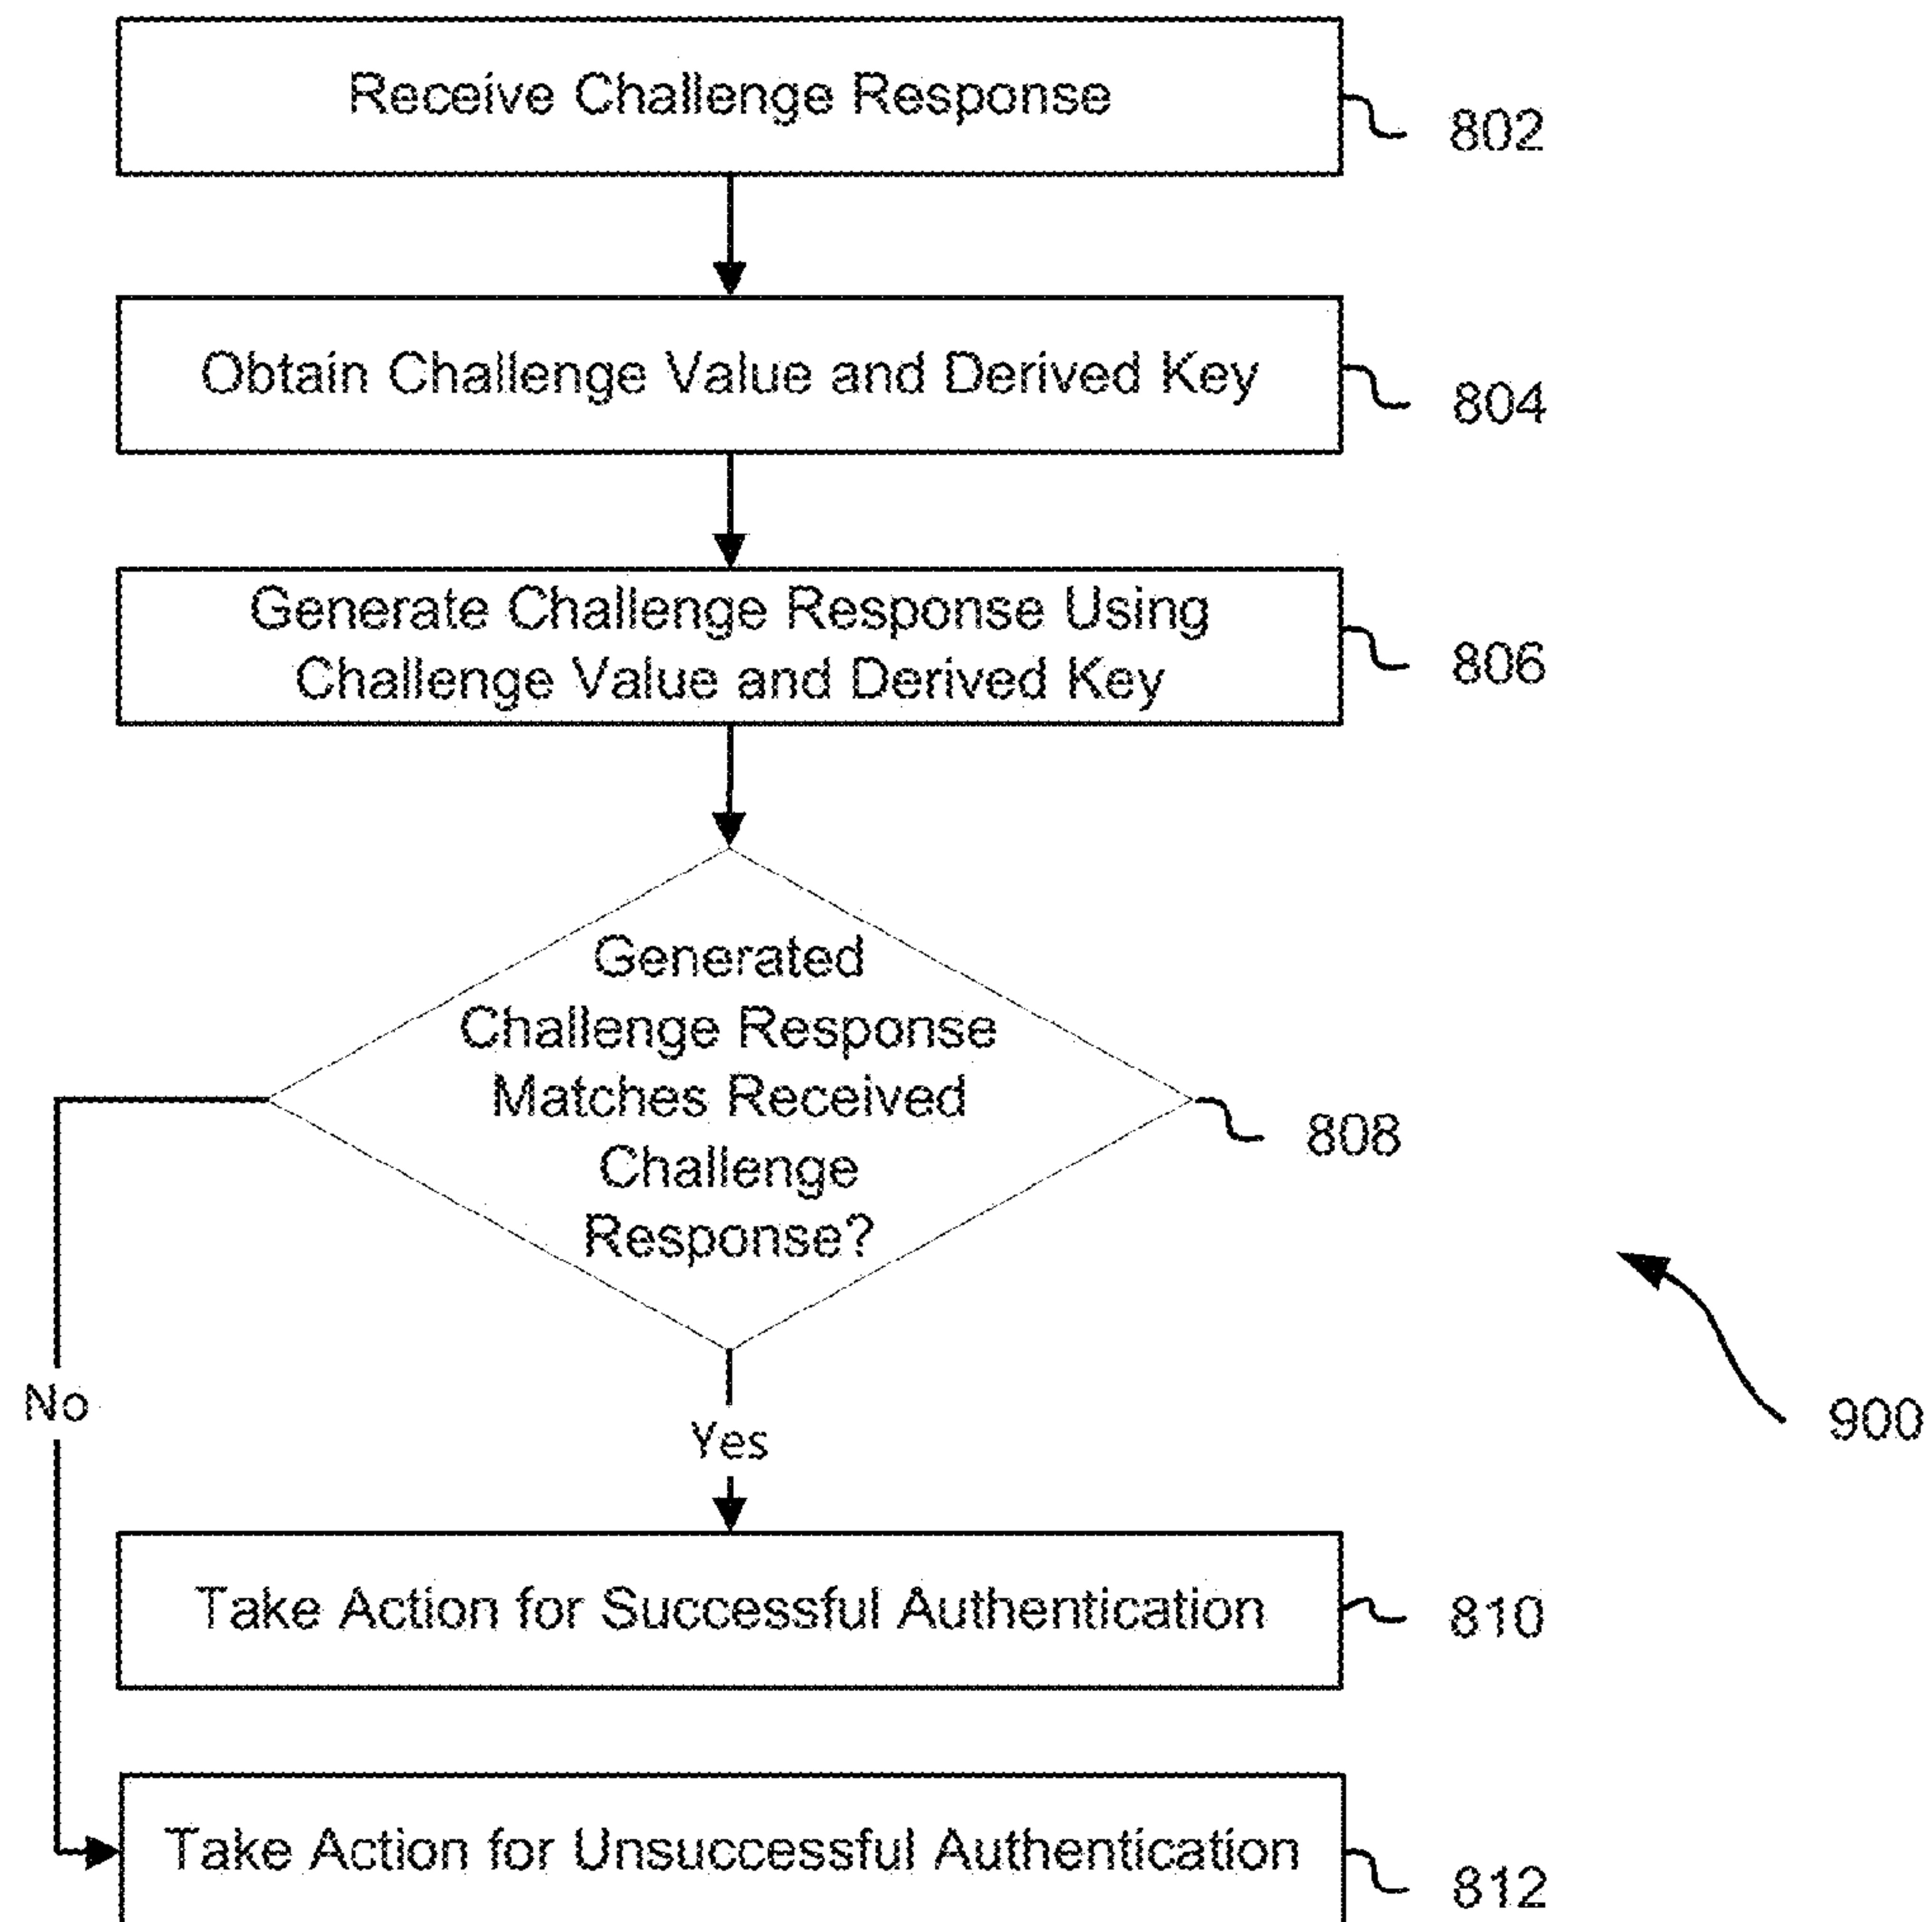 Receive Challenge Response
802
Obtain Challenge Value and Derived Key
804
Generate Challenge Response Using
Challenge Value and Derived Key
806
Generated
Challenge Response
Matches Received
Challenge
Response?
808
No
Yes
900
Take Action for Successful Authentication
810
Take Action for Unsuccessful Authentication
812